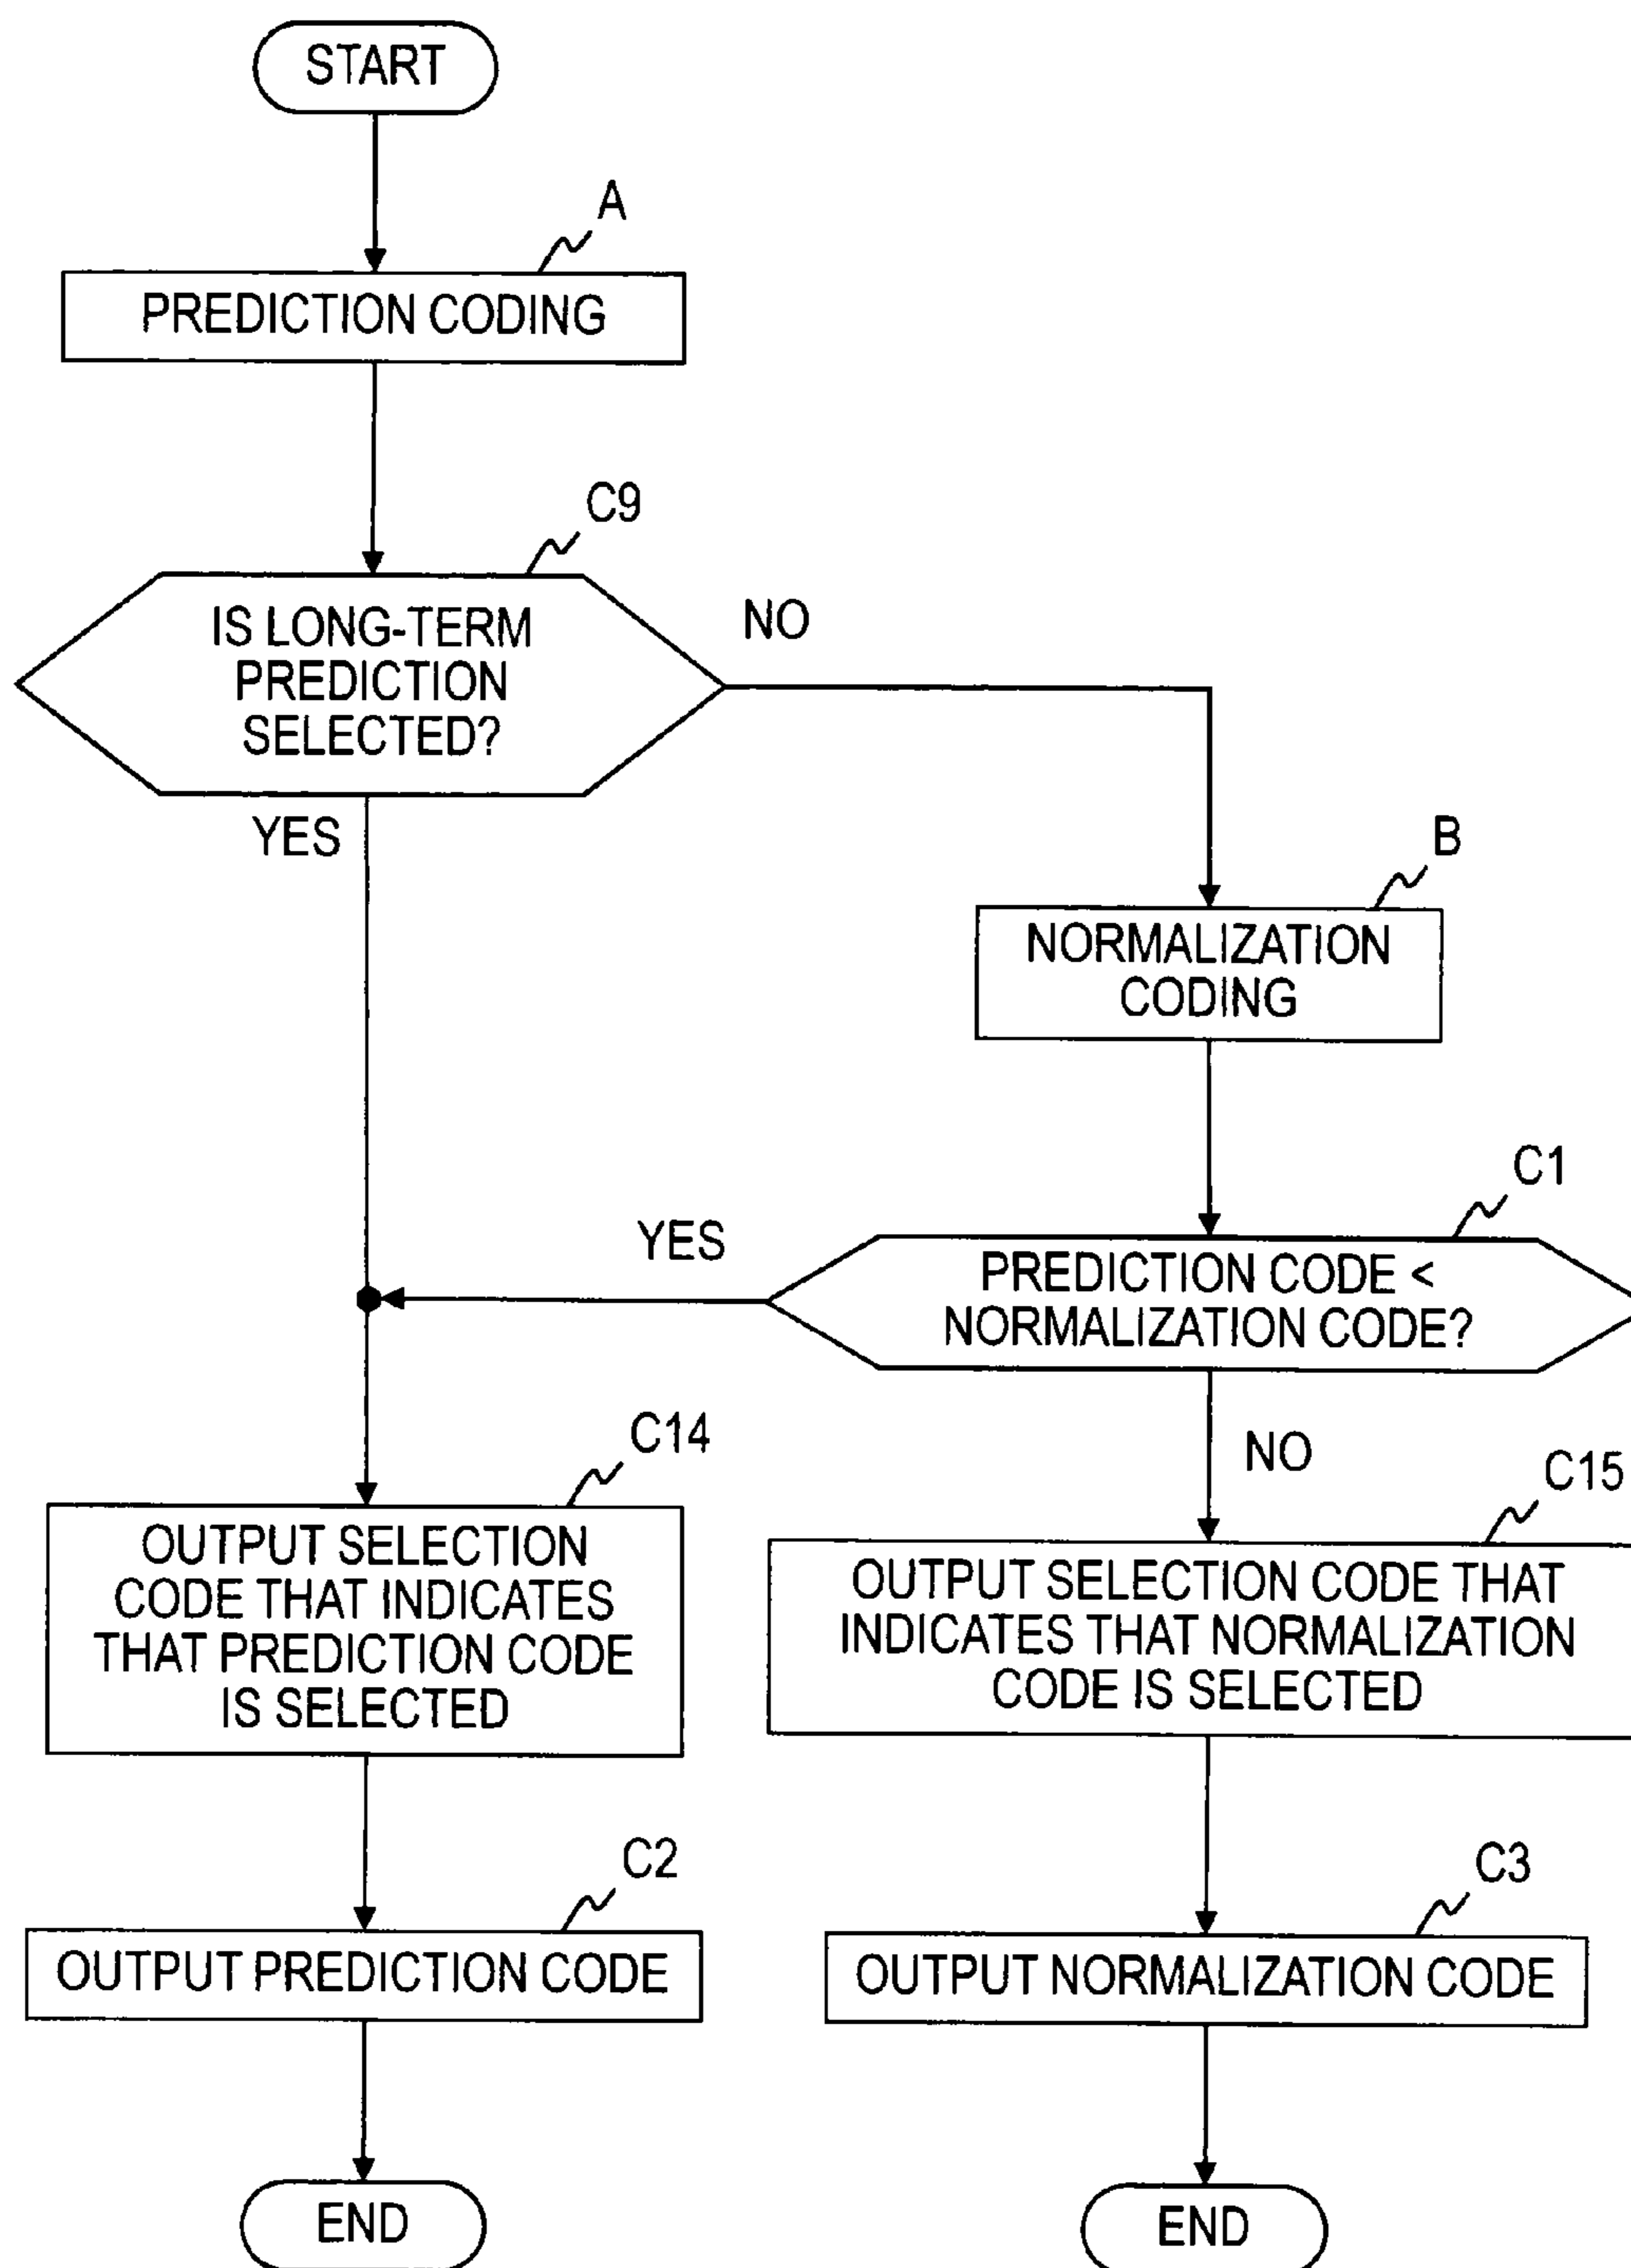 START
A
PREDICTION CODING
C9
IS LONG-TERM
PREDICTION
SELECTED?
NO
YES
B
NORMALIZATION
CODING
C1
YES
PREDICTION CODE <
NORMALIZATION CODE?
C14
NO
C15
OUTPUT SELECTION
CODE THAT INDICATES
THAT PREDICTION CODE
IS SELECTED
OUTPUT SELECTION CODE THAT
INDICATES THAT NORMALIZATION
CODE IS SELECTED
C2
C3
OUTPUT PREDICTION CODE
OUTPUT NORMALIZATION CODE
END
END